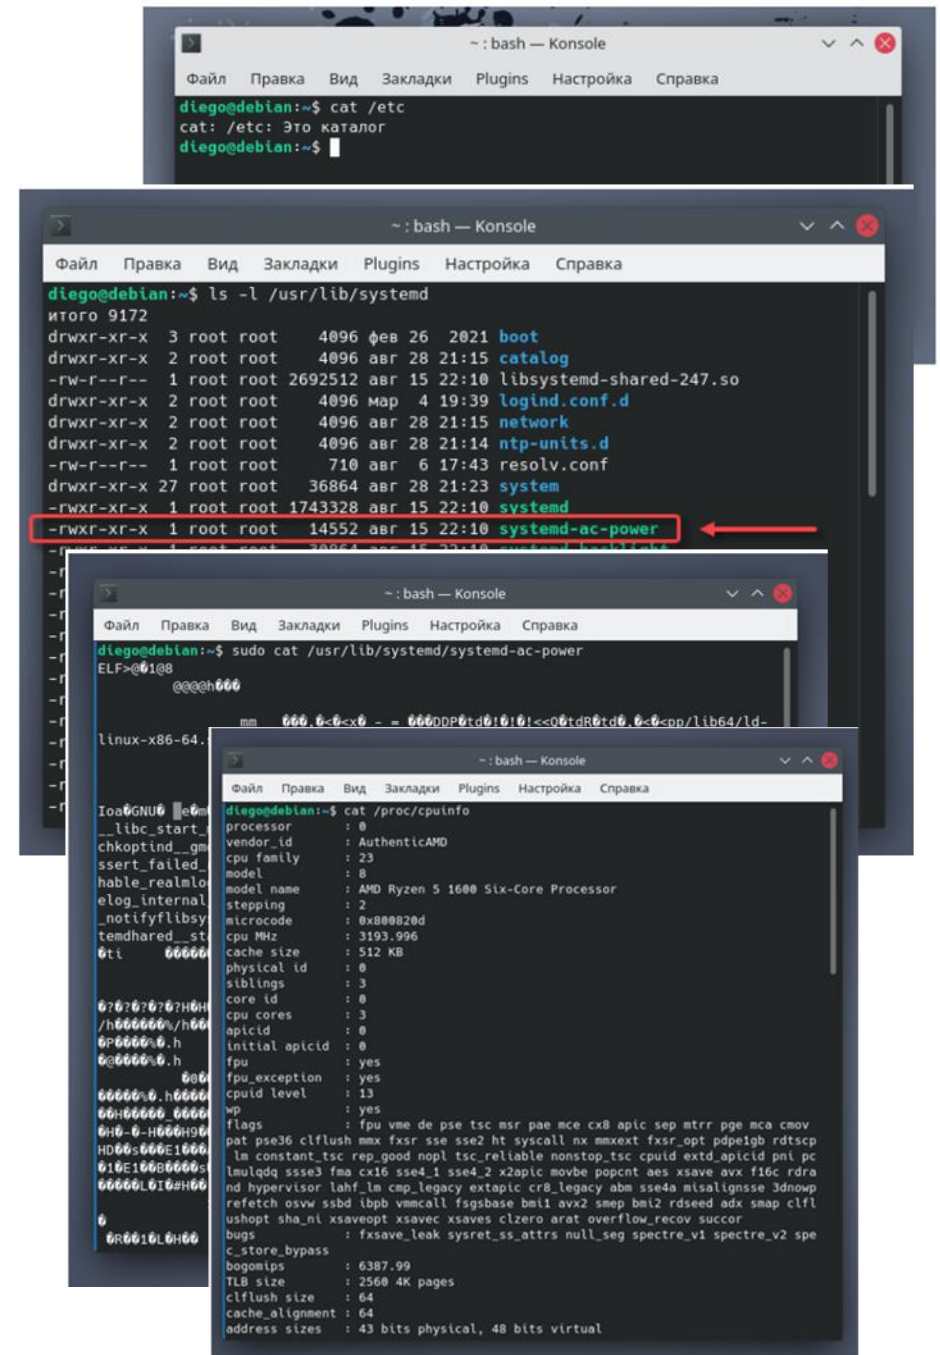 ~ : bash — Konsole
Файл Правка Вид Закладки Plugins Настройка Справка
diego@debian:~$ cat /etc
cat: /etc: Это каталог
diego@debian:~$
~ : bash — Konsole
Файл Правка Вид Закладки Plugins Настройка Справка
diego@debian:~$ ls -l /usr/lib/systemd
итого 9172
drwxr-xr-x 3 root root 4096 фев 26 2021 boot
drwxr-xr-x 2 root root 4096 авг 28 21:15 catalog
-rw-r--r-- 1 root root 2692512 авг 15 22:10 libsystemd-shared-247.so
drwxr-xr-x 2 root root 4096 мар 4 19:39 logind.conf.d
drwxr-xr-x 2 root root 4096 авг 28 21:15 network
drwxr-xr-x 2 root root 4096 авг 28 21:14 ntp-units.d
-rw-r--r-- 1 root root 710 авг 6 17:43 resolv.conf
drwxr-xr-x 27 root root 36864 авг 28 21:23 system
-rwxr-xr-x 1 root root 1743328 авг 15 22:10 systemd
-rwxr-xr-x 1 root root 14552 авг 15 22:10 systemd-ac-power
~ : bash — Konsole
Файл Правка Вид Закладки Plugins Настройка Справка
diego@debian:~$ sudo cat /usr/lib/systemd/systemd-ac-power
ELF>@�1@8
@@@@h���
linux-x86-64.
__libc_start_
chkoptind__gm
ssert_failed_
hable_realmlo
elog_internal
_notifyflibsy
temdhared__st
~ : bash — Konsole
Файл Правка Вид Закладки Plugins Настройка Справка
diego@debian:~$ cat /proc/cpuinfo
processor : 0
vendor_id : AuthenticAMD
cpu family : 23
model : 8
model name : AMD Ryzen 5 1600 Six-Core Processor
stepping : 2
microcode : 0x800820d
cpu MHz : 3193.996
cache size : 512 KB
physical id : 0
siblings : 3
core id : 0
cpu cores : 3
apicid : 0
initial apicid : 0
fpu : yes
fpu_exception : yes
cpuid level : 13
wp : yes
flags : fpu vme de pse tsc msr pae mce cx8 apic sep mtrr pge mca cmov
pat pse36 clflush mmx fxsr sse sse2 ht syscall nx mmxext fxsr_opt pdpe1gb rdtscp
lm constant_tsc rep_good nopl tsc_reliable nonstop_tsc cpuid extd_apicid pni pc
lmulqdq ssse3 fma cx16 sse4_1 sse4_2 x2apic movbe popcnt aes xsave avx f16c rdra
nd hypervisor lahf_lm cmp_legacy extapic cr8_legacy abm sse4a misalignsse 3dnowp
refetch osvw ssbd ibpb vmmcall fsgsbase bmi1 avx2 smep bmi2 rdseed adx smap clfl
ushopt sha_ni xsaveopt xsavec xsaves clzero arat overflow_recov succor
bugs : fxsave_leak sysret_ss_attrs null_seg spectre_v1 spectre_v2 spe
c_store_bypass
bogomips : 6387.99
TLB size : 2560 4K pages
clflush size : 64
cache_alignment : 64
address sizes : 43 bits physical, 48 bits virtual